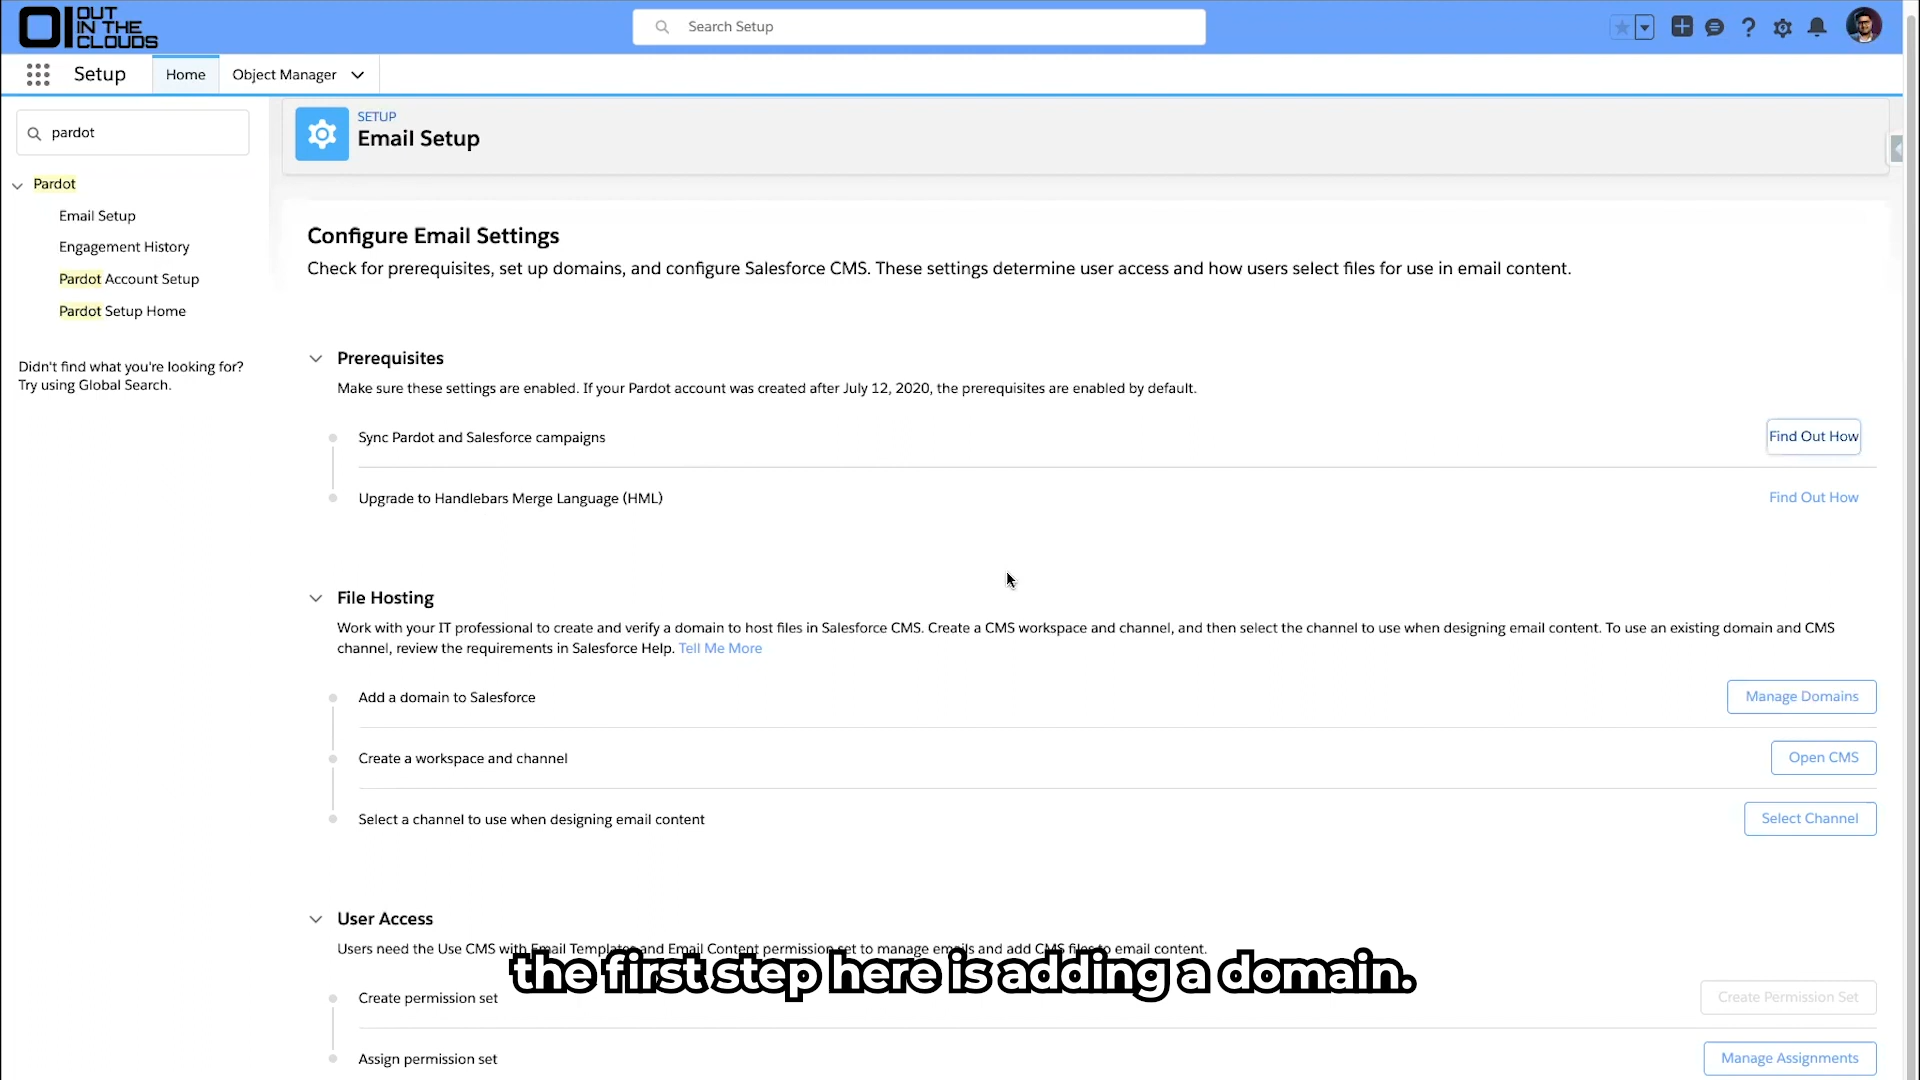 OUT
IN THE
CLOUDS
Search Setup
Setup
Home
Object Manager
pardot
Pardot
Email Setup
Engagement History
Pardot Account Setup
Pardot Setup Home
Didn't find what you're looking for?
Try using Global Search.
SETUP
Email Setup
Configure Email Settings
Check for prerequisites, set up domains, and configure Salesforce CMS. These settings determine user access and how users select files for use in email content.
Prerequisites
Make sure these settings are enabled. If your Pardot account was created after July 12, 2020, the prerequisites are enabled by default.
Sync Pardot and Salesforce campaigns
Find Out How
Upgrade to Handlebars Merge Language (HML)
Find Out How
File Hosting
Work with your IT professional to create and verify a domain to host files in Salesforce CMS. Create a CMS workspace and channel, and then select the channel to use when designing email content. To use an existing domain and CMS
channel, review the requirements in Salesforce Help. Tell Me More
Add a domain to Salesforce
Manage Domains
Create a workspace and channel
Open CMS
Select a channel to use when designing email content
Select Channel
User Access
Users need the Use CMS with Email Templates and Email Content permission set to manage emails and add CMS files to email content.
the first step here is adding a domain.
Create permission set
Create Permission Set
Assign permission set
Manage Assignments